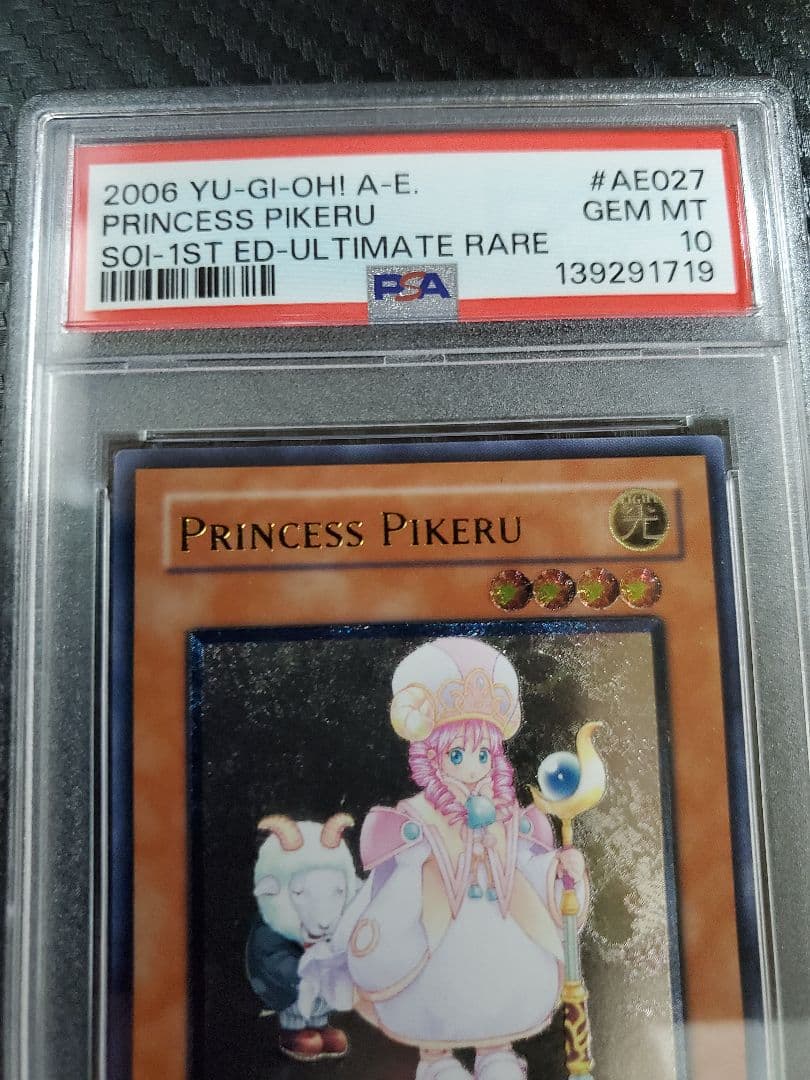 2006 YU-GI-OH! A-E. #AE027
PRINCESS PIKERU GEM MT
SOI-1ST ED-ULTIMATE RARE 10
PSA 139291719
PRINCESS PIKERU
LIGHT
光